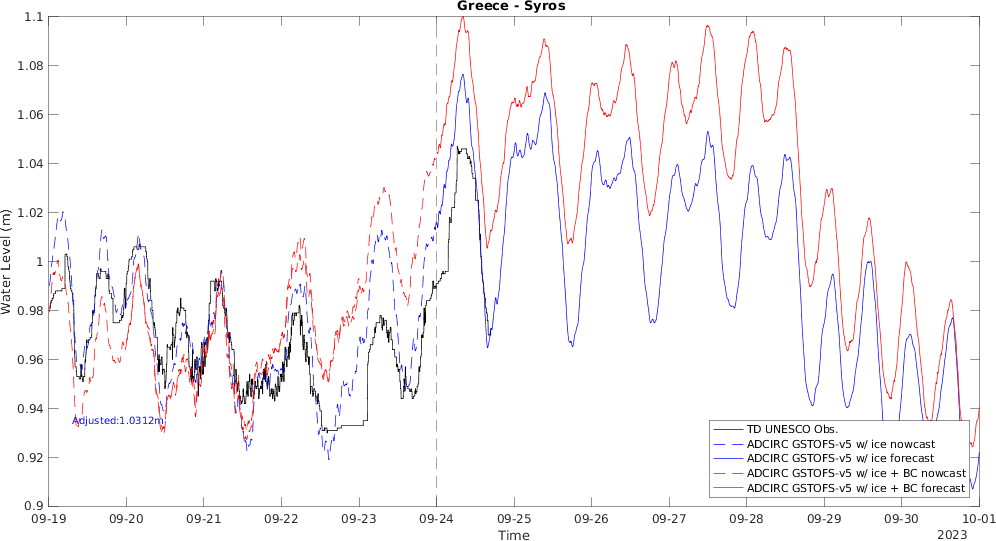 Greece - Syros
1.1
1.08
1.06
1.04
1.02
1
0.98
0.96
0.94
0.92
0.9
Water Level (m)
Adjusted:1.0312m
TD UNESCO Obs.
ADCIRC GSTOFS-v5 w/ ice nowcast
ADCIRC GSTOFS-v5 w/ ice forecast
ADCIRC GSTOFS-v5 w/ ice + BC nowcast
ADCIRC GSTOFS-v5 w/ ice + BC forecast
09-19 09-20 09-21 09-22 09-23 09-24 09-25 09-26 09-27 09-28 09-29 09-30 10-01
Time
2023